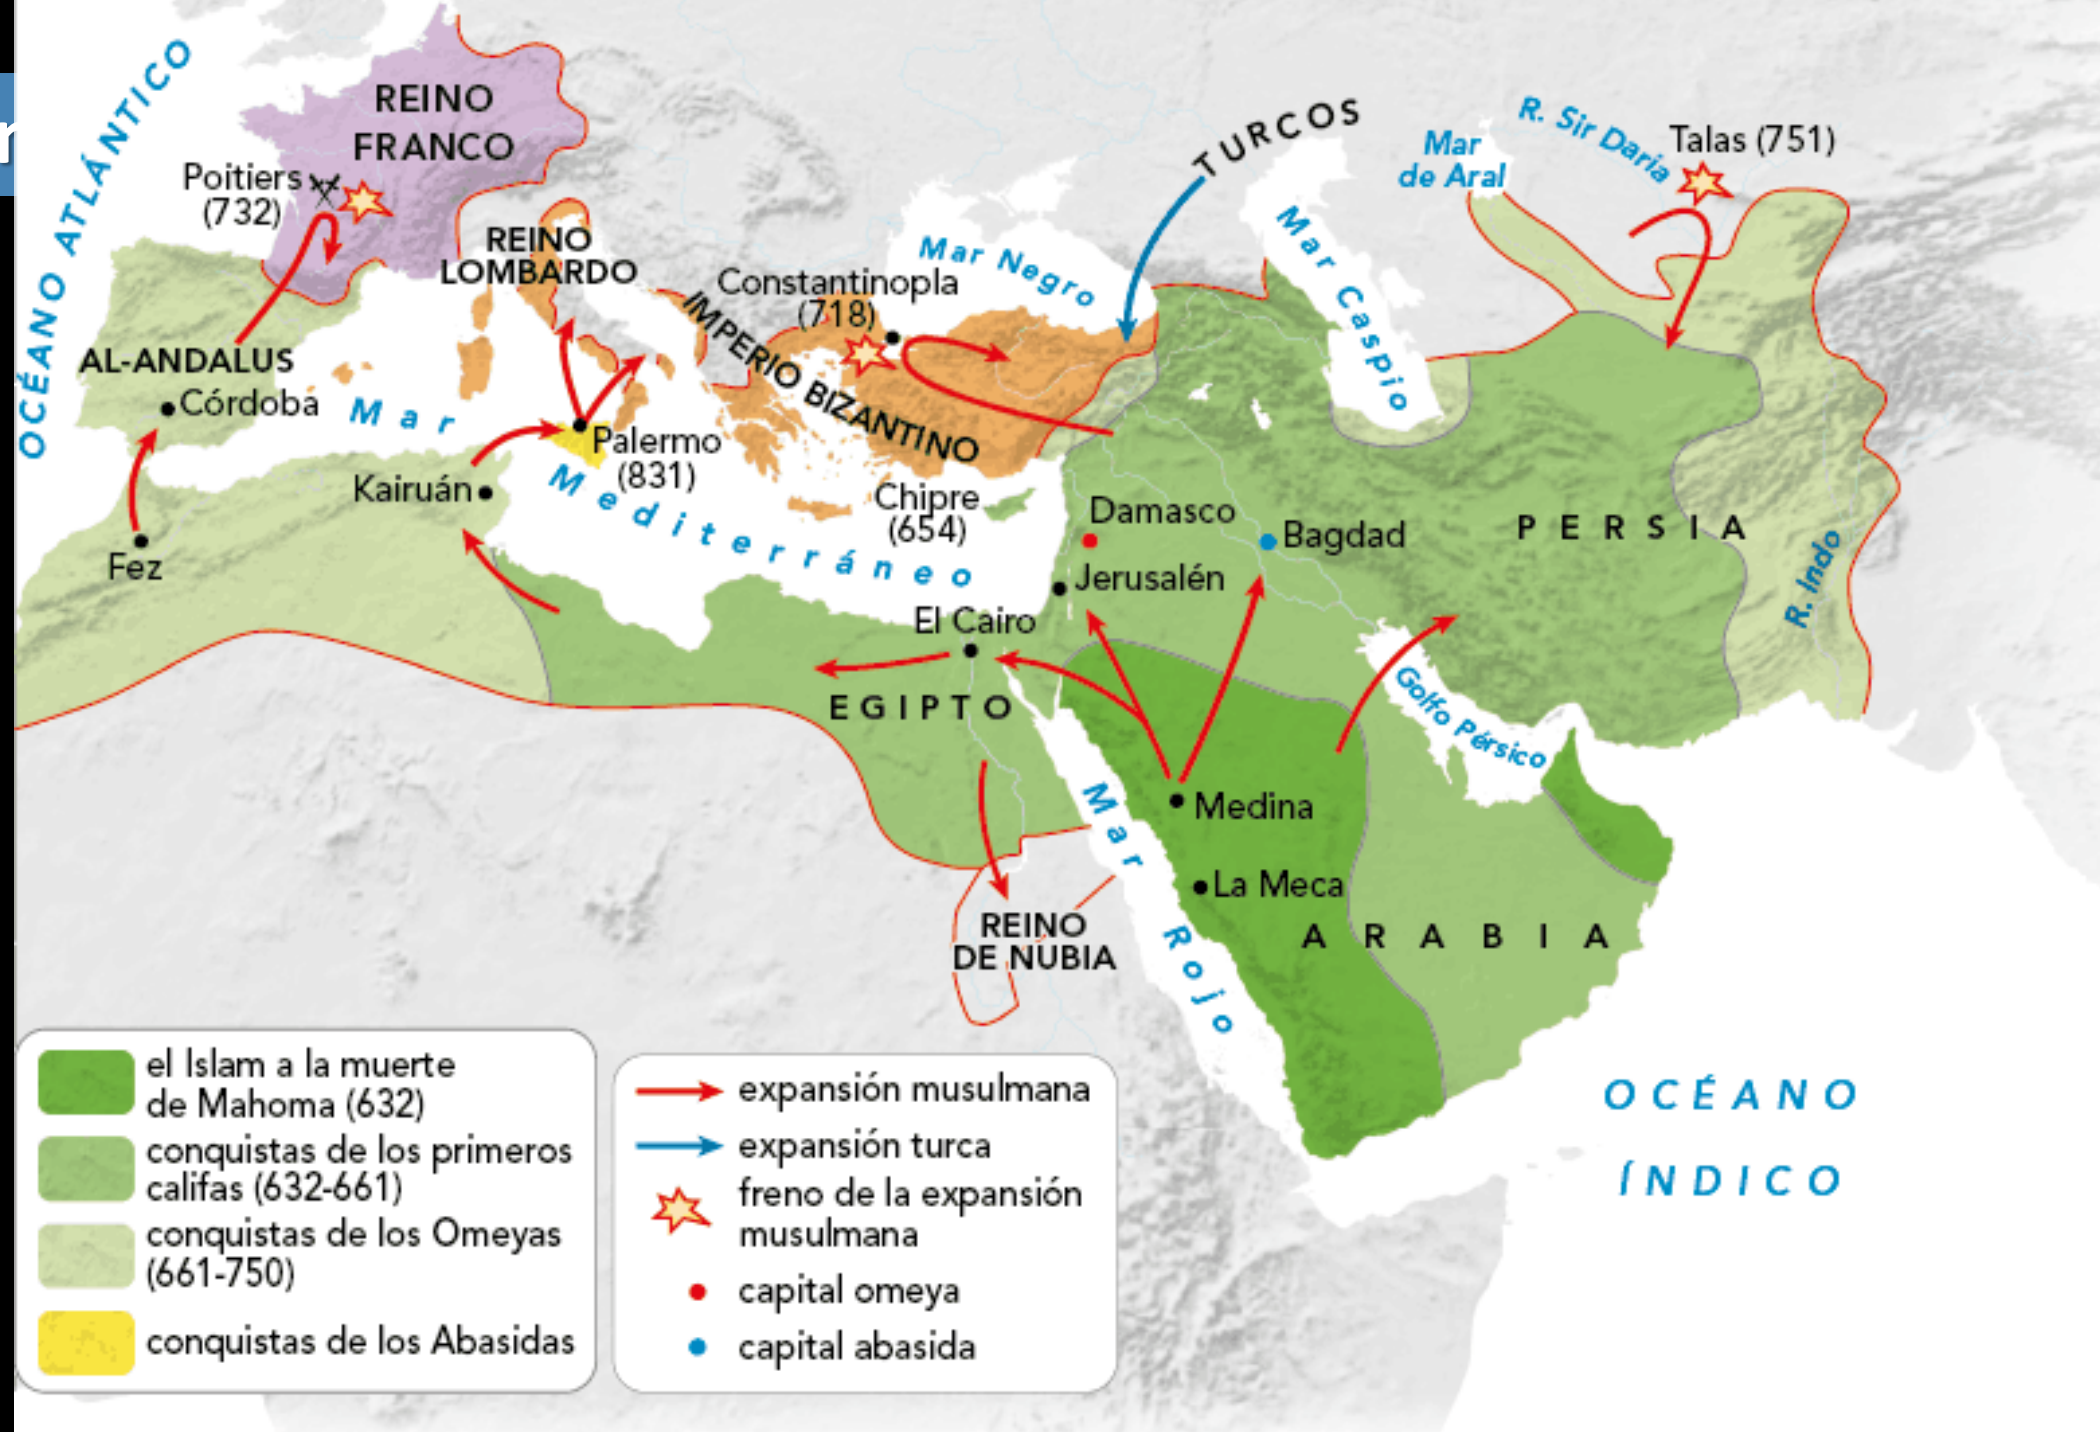 OCÉANO ATLÁNTICO
REINO
FRANCO
Poitiers
(732)
REINO
LOMBARDO
TURCOS
Mar
de Aral
R. Sir Daria
Talas (751)
Mar Negro
Mar Caspio
Constantinopla
(718)
IMPERIO BIZANTINO
AL-ANDALUS
Córdoba
Mar
Mediterráneo
Palermo
(831)
Kairuán
Fez
Chipre
(654)
Damasco
Bagdad
Jerusalén
PERSIA
R. Indo
El Cairo
EGIPTO
Golfo Pérsico
Mar Rojo
Medina
La Meca
ARABIA
REINO
DE NUBIA
OCÉANO
ÍNDICO
el Islam a la muerte
de Mahoma (632)
conquistas de los primeros
califas (632-661)
conquistas de los Omeyas
(661-750)
conquistas de los Abasidas
expansión musulmana
expansión turca
freno de la expansión
musulmana
capital omeya
capital abasida